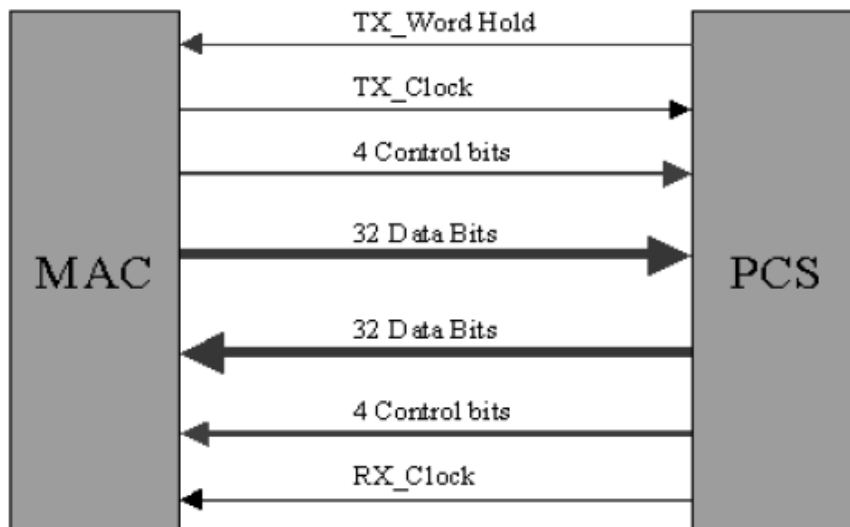 TX_Word Hold
TX_Clock
4 Control bits
32 Data Bits
MAC
PCS
32 Data Bits
4 Control bits
RX_Clock